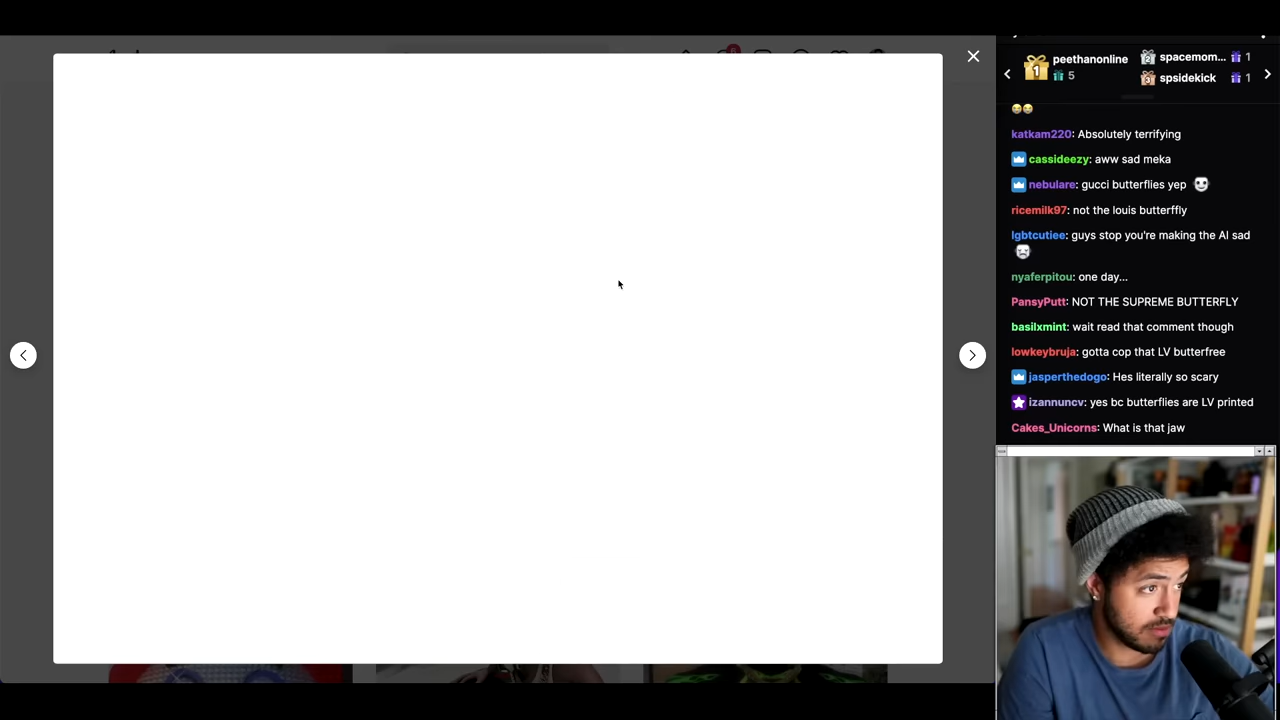 peethanonline
5
spacemom... 1
spsidekick 1
katkam220: Absolutely terrifying
cassideezy: aww sad meka
nebulare: gucci butterflies yep
ricemilk97: not the louis butterffly
lgbtcutiee: guys stop you're making the AI sad
nyaferpitou: one day...
PansyPutt: NOT THE SUPREME BUTTERFLY
basilxmint: wait read that comment though
lowkeybruja: gotta cop that LV butterfree
jasperthedogo: Hes literally so scary
izannuncv: yes bc butterflies are LV printed
Cakes_Unicorns: What is that jaw